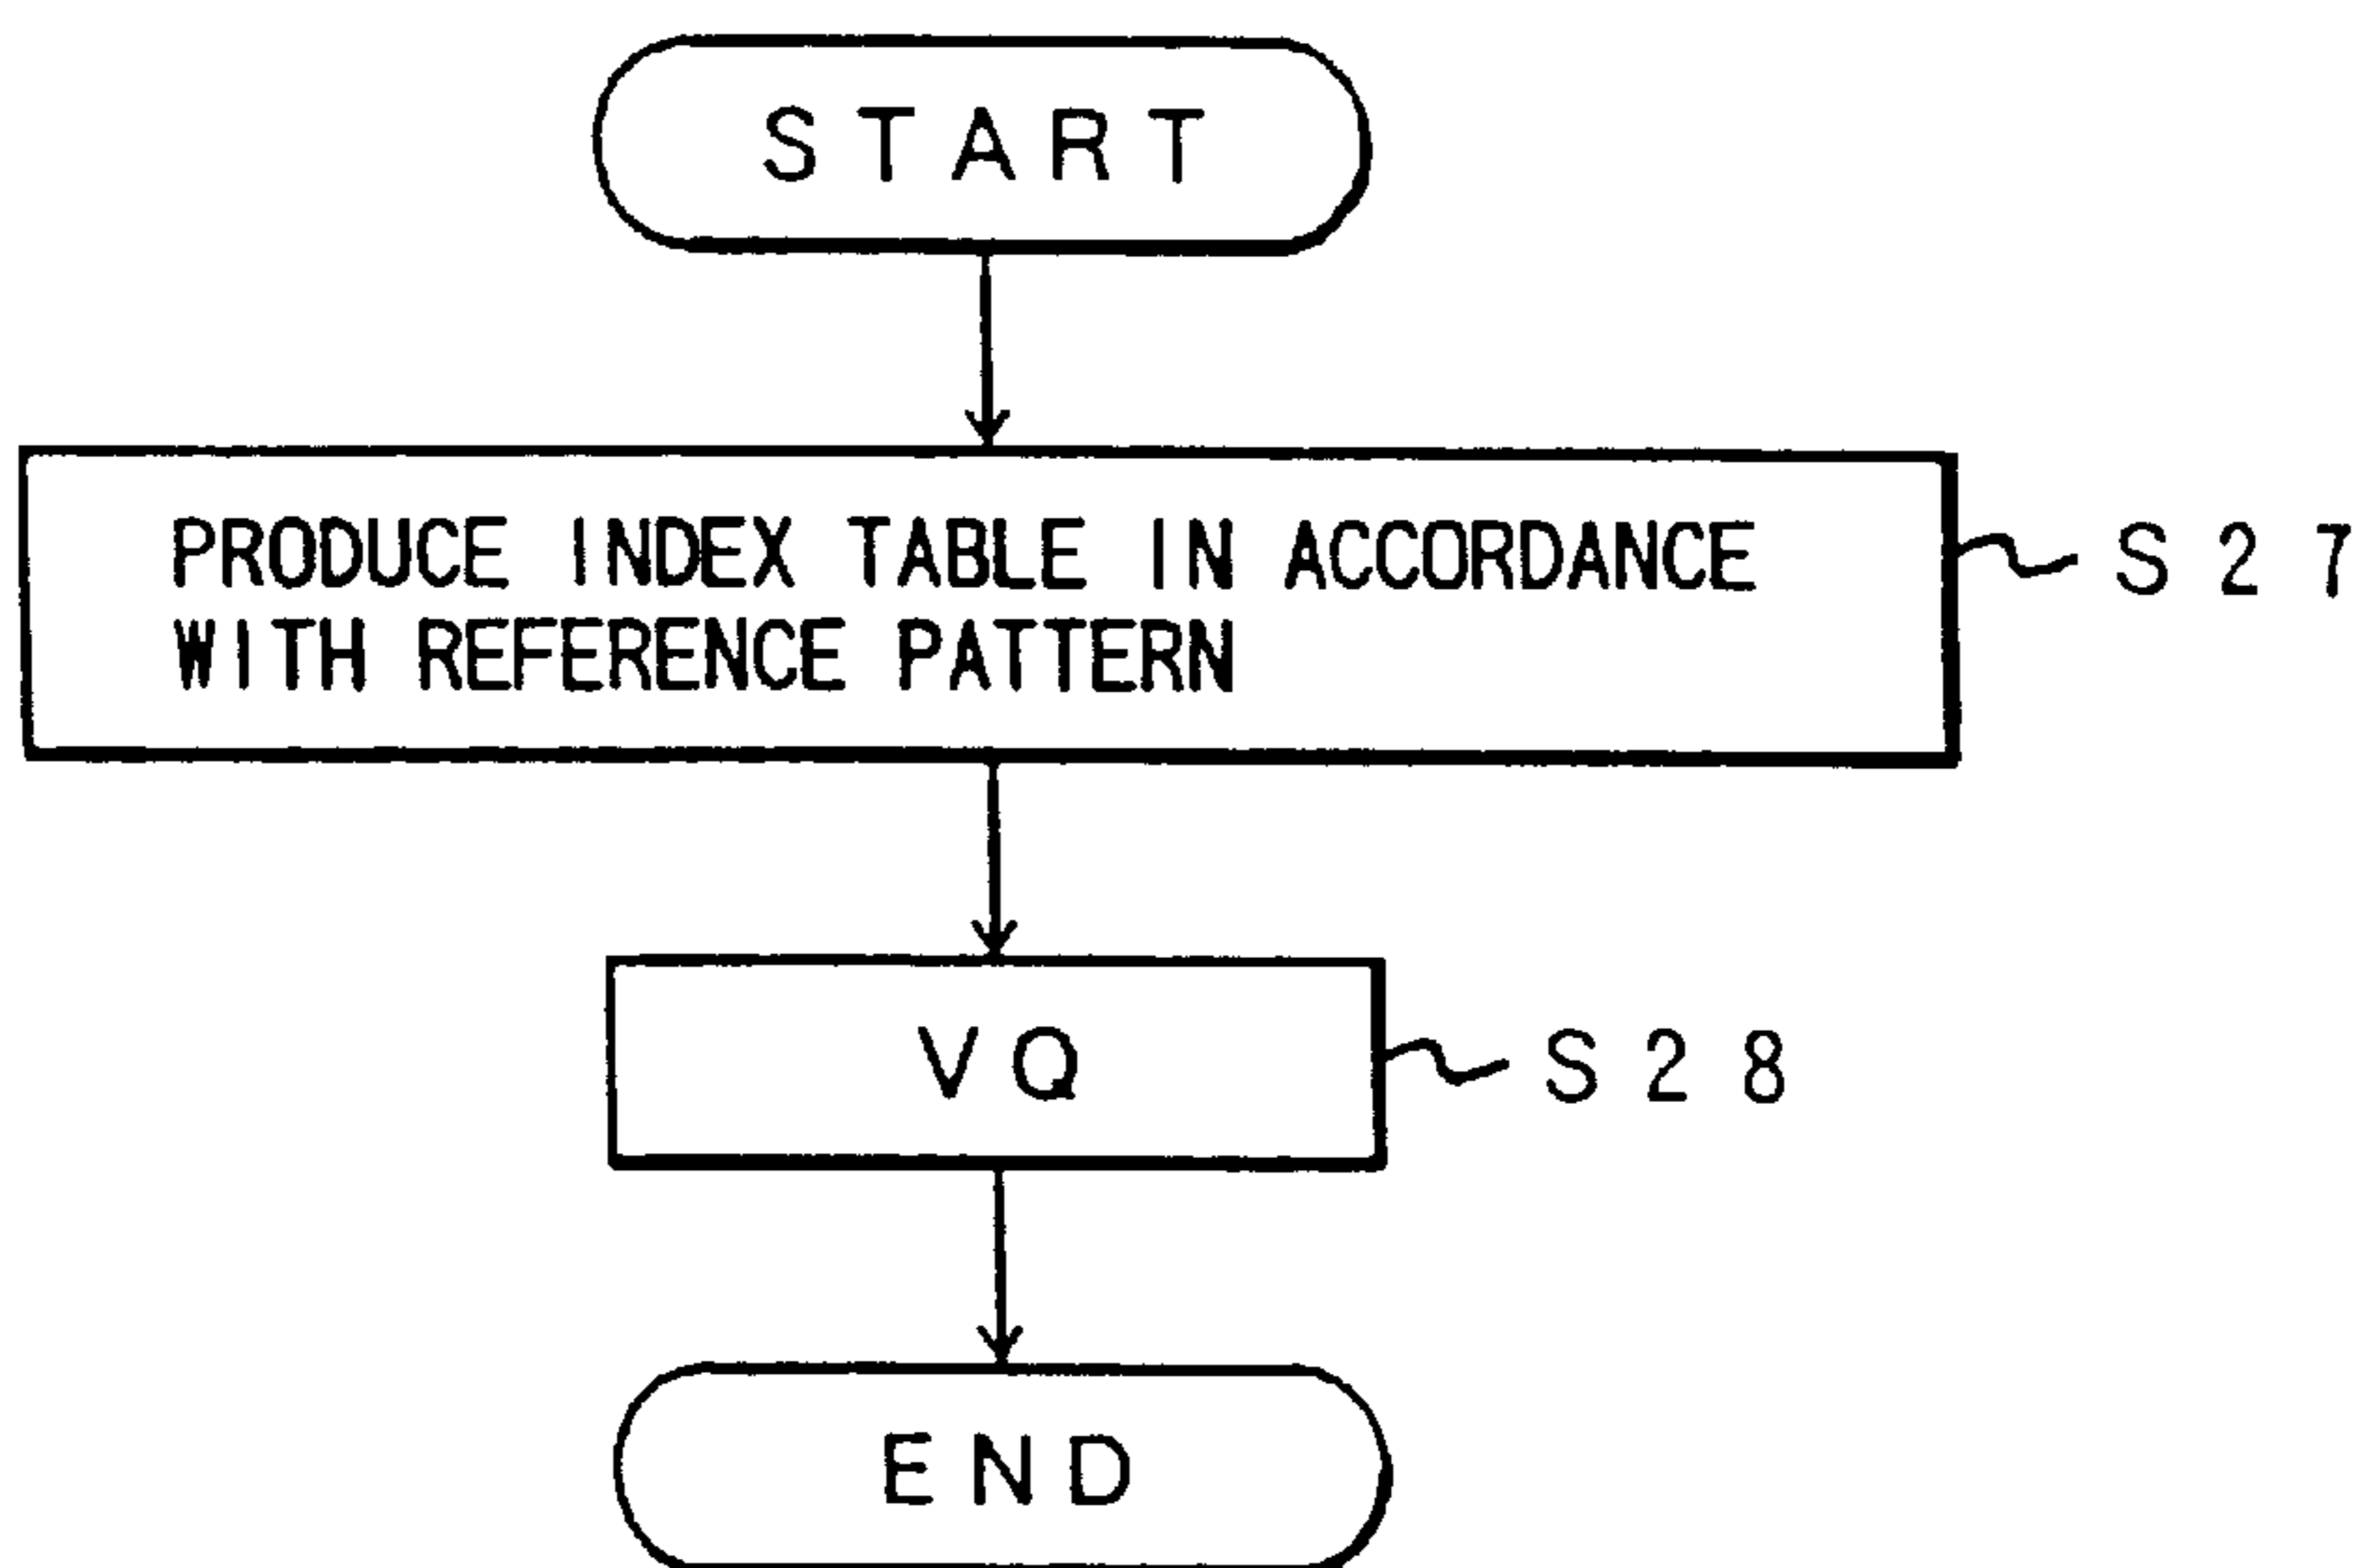 START
PRODUCE INDEX TABLE IN ACCORDANCE
WITH REFERENCE PATTERN
S27
VQ
S28
END